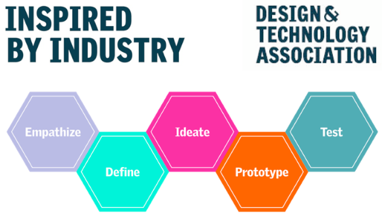 INSPIRED
BY INDUSTRY
DESIGN &
TECHNOLOGY
ASSOCIATION
Empathize
Define
Ideate
Prototype
Test